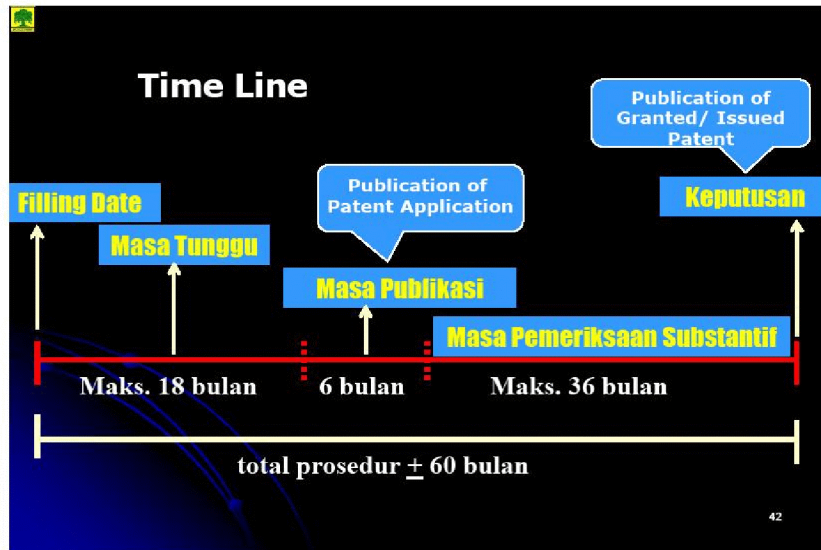 Time Line
Publication of
Granted/ Issued
Patent
Filling Date
Publication of
Patent Application
Keputusan
Masa Tunggu
Masa Publikasi
Masa Pemeriksaan Substantif
Maks. 18 bulan
6 bulan
Maks. 36 bulan
total prosedur ± 60 bulan
42